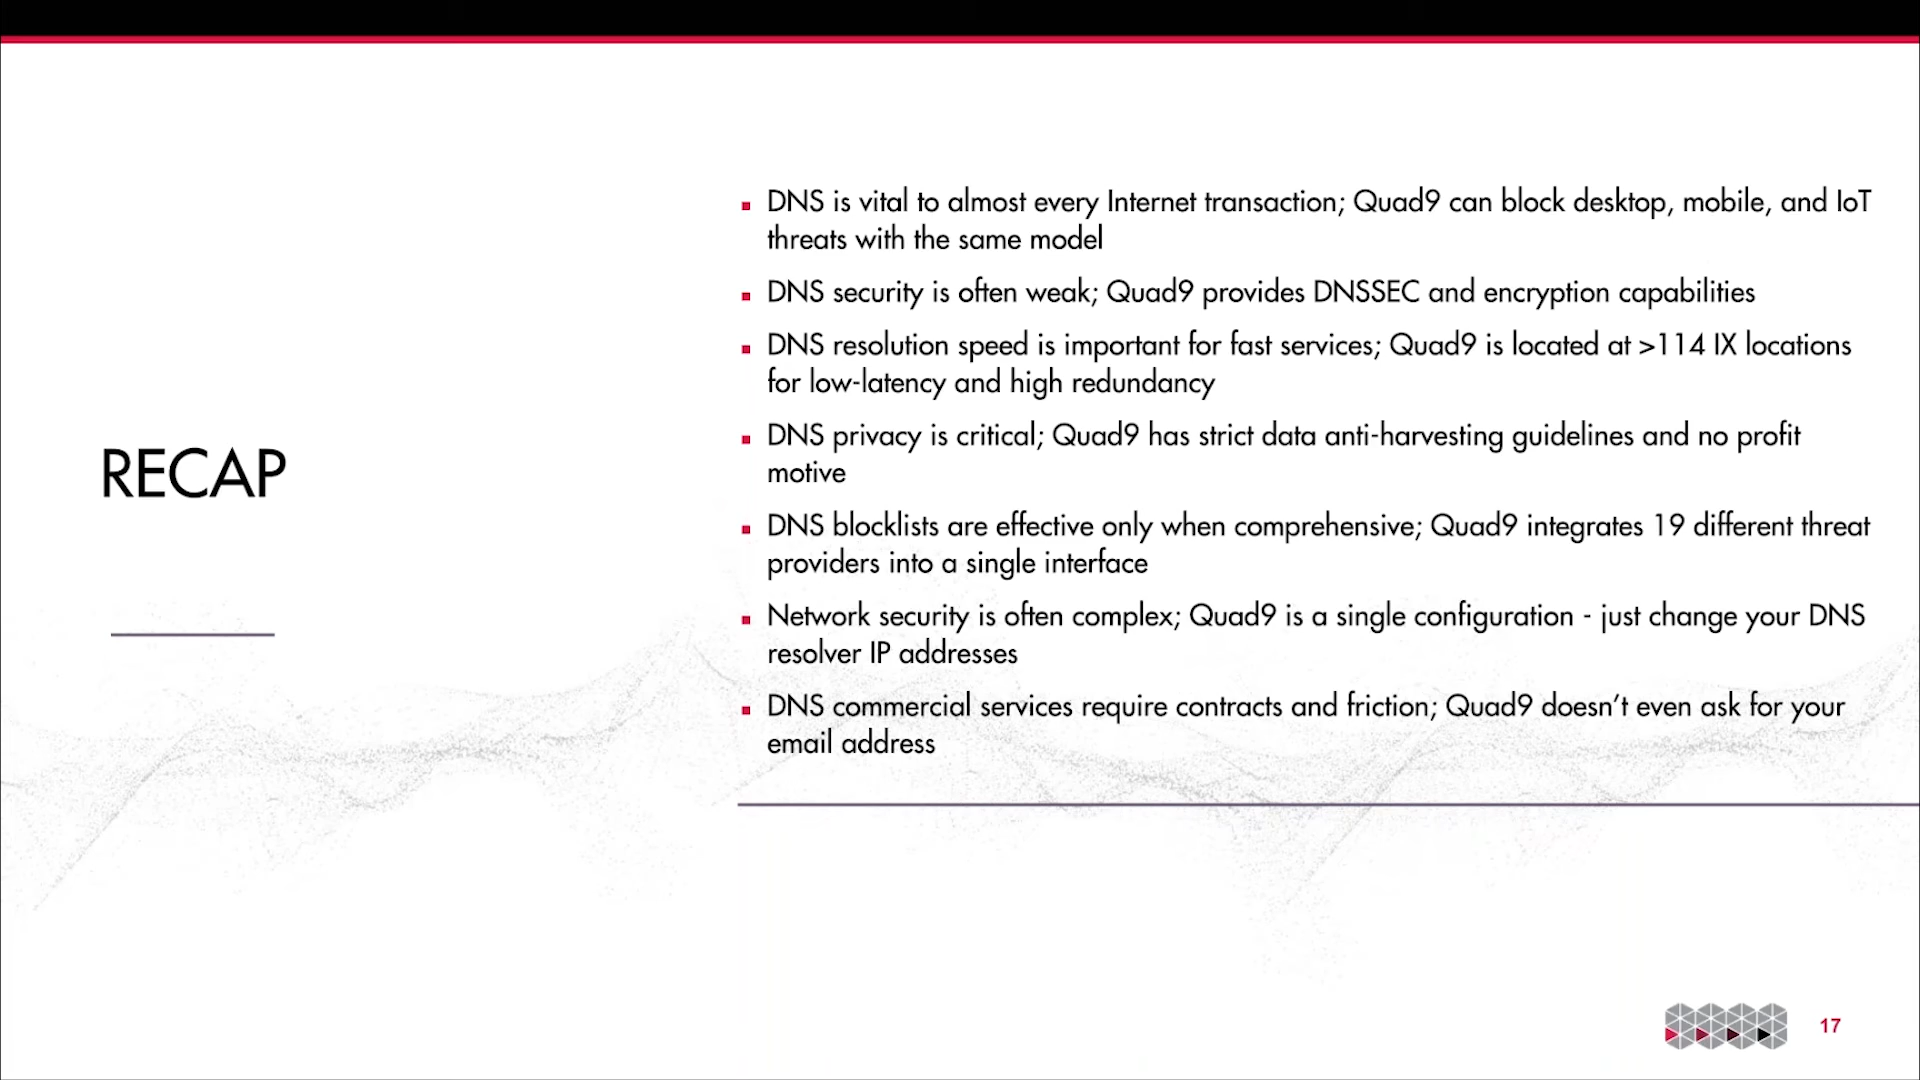 RECAP
DNS is vital to almost every Internet transaction; Quad9 can block desktop, mobile, and IoT
threats with the same model
DNS security is often weak; Quad9 provides DNSSEC and encryption capabilities
DNS resolution speed is important for fast services; Quad9 is located at >114 IX locations
for low-latency and high redundancy
DNS privacy is critical; Quad9 has strict data anti-harvesting guidelines and no profit
motive
DNS blocklists are effective only when comprehensive; Quad9 integrates 19 different threat
providers into a single interface
Network security is often complex; Quad9 is a single configuration - just change your DNS
resolver IP addresses
DNS commercial services require contracts and friction; Quad9 doesn’t even ask for your
email address
17